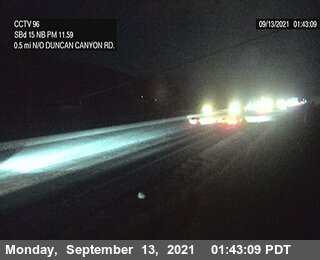 CCTV 96
SBd 15 NB PM 11.59
0.5 mi N/O DUNCAN CANYON RD.
09/13/2021 01:43:09
Monday, September 13, 2021 01:43:09 PDT